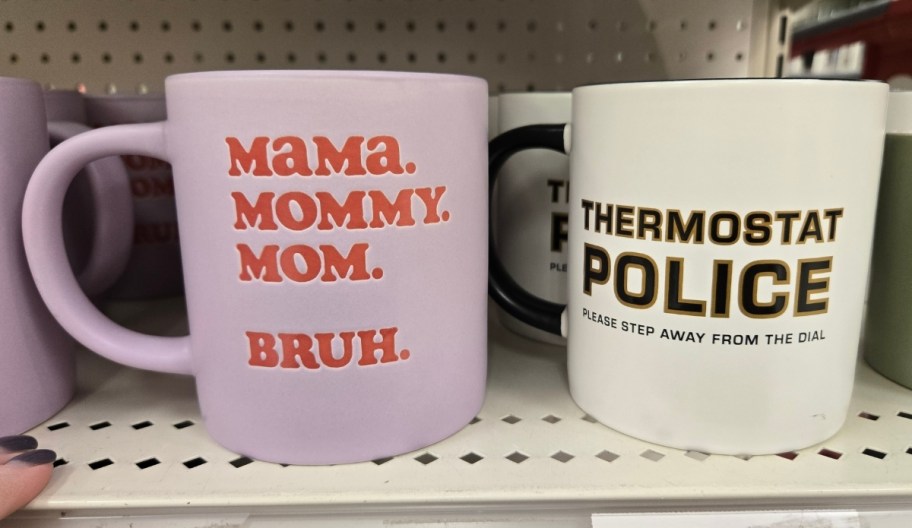 MaMa.
MOMMY.
MOM.
BRUH.
THERMOSTAT
POLICE
PLEASE STEP AWAY FROM THE DIAL